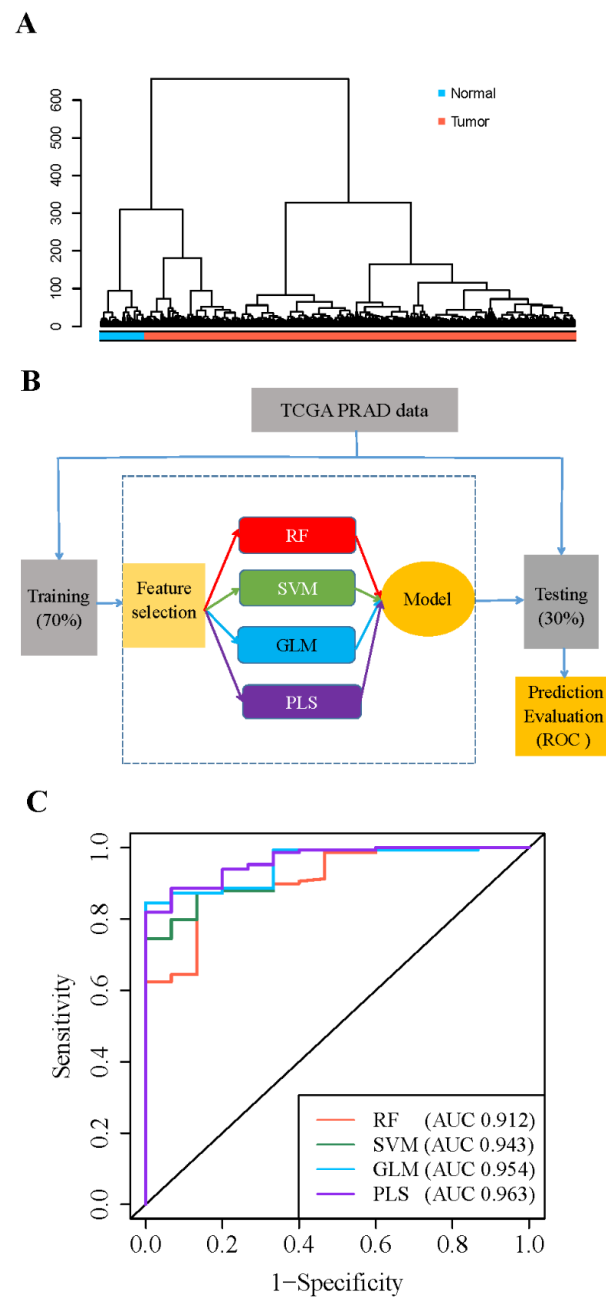 A
600
500
400
300
200
100
0
Normal
Tumor
B
TCGA PRAD data
Training
(70%)
Feature
selection
RF
SVM
GLM
PLS
Model
Testing
(30%)
Prediction
Evaluation
(ROC )
C
1.0
0.8
0.6
0.4
0.2
0.0
Sensitivity
RF (AUC 0.912)
SVM (AUC 0.943)
GLM (AUC 0.954)
PLS (AUC 0.963)
0.0 0.2 0.4 0.6 0.8 1.0
1−Specificity